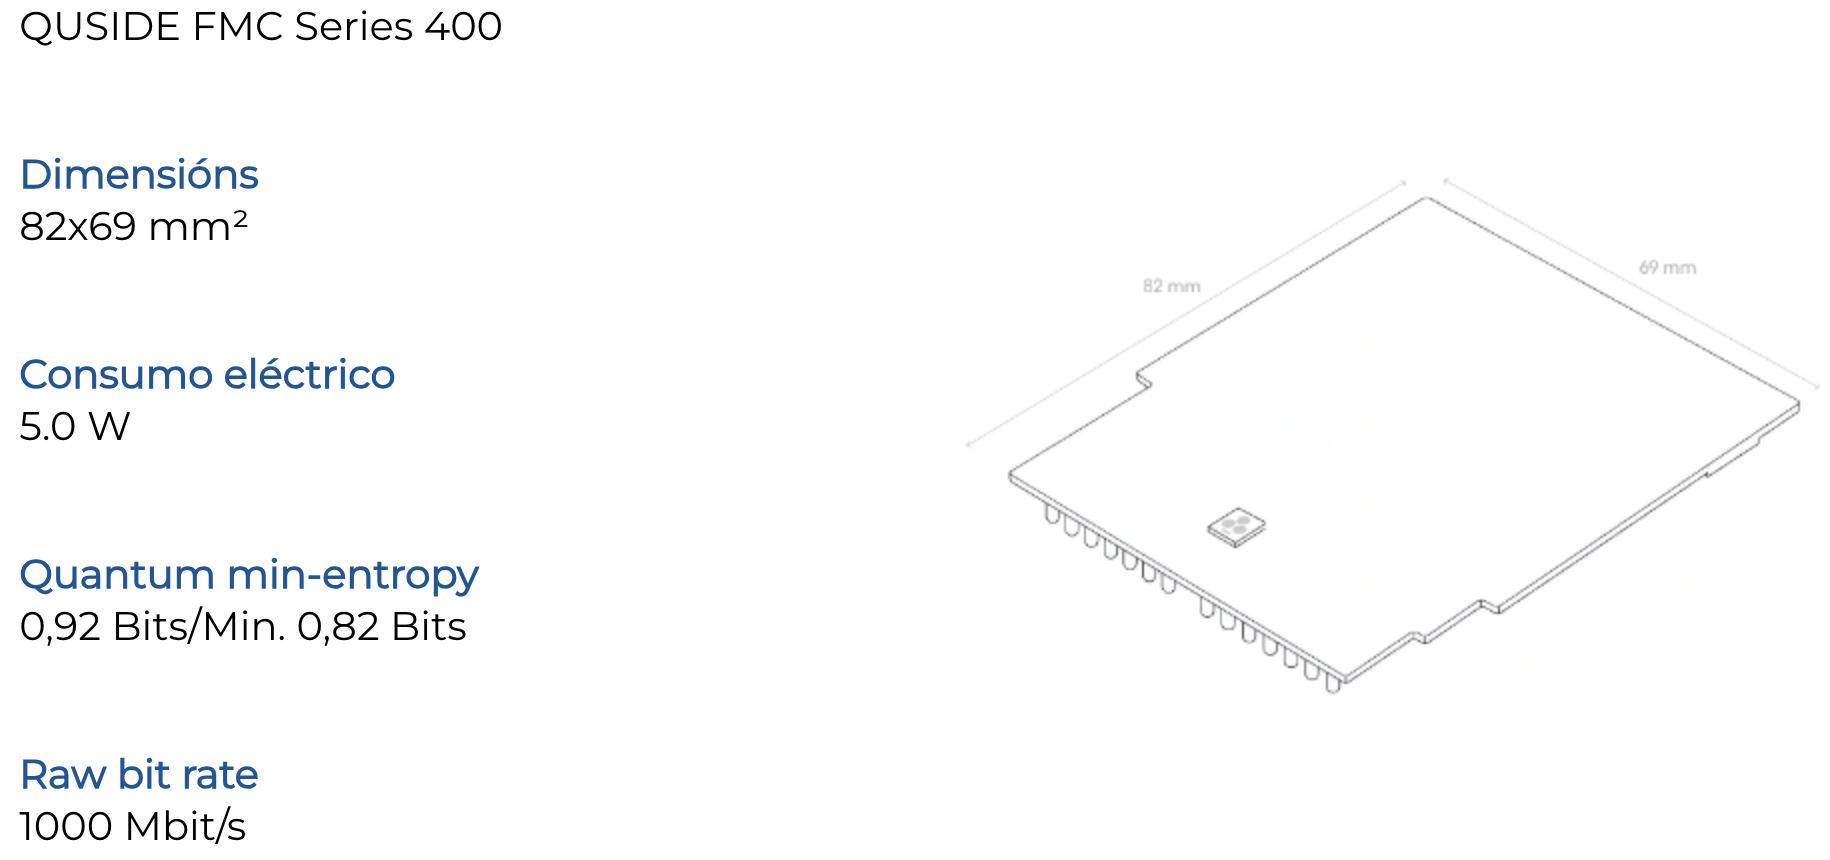 QUSIDE FMC Series 400
Dimensións
82x69 mm²
Consumo eléctrico
5.0 W
Quantum min-entropy
0,92 Bits/Min. 0,82 Bits
Raw bit rate
1000 Mbit/s
82 mm
69 mm